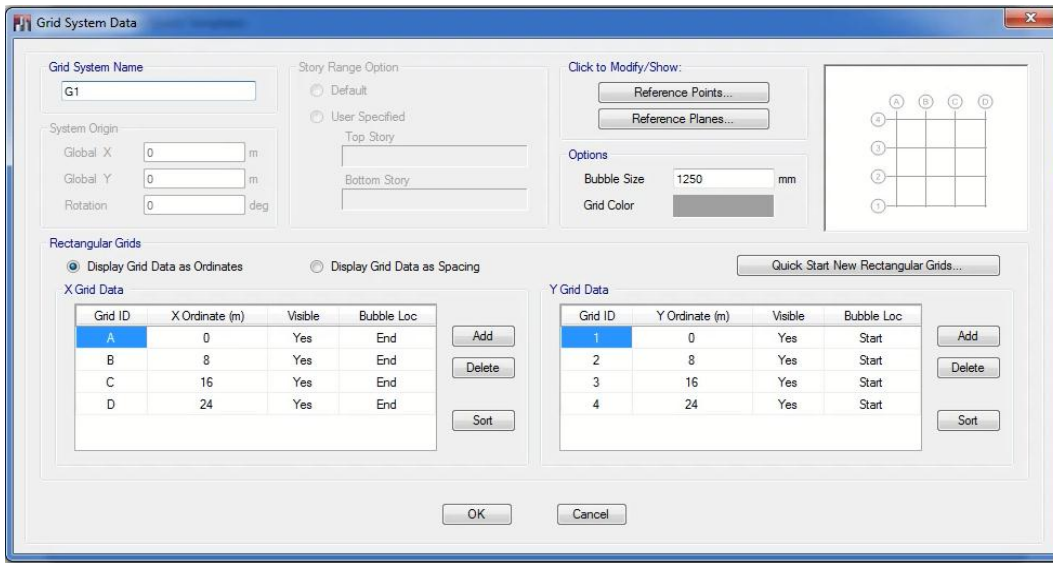 Grid System Data
Grid System Name
G1
System Origin
Global X 0 m
Global Y 0 m
Rotation 0 deg
Story Range Option
Default
User Specified
Top Story
Bottom Story
Click to Modify/Show:
Reference Points...
Reference Planes...
Options
Bubble Size 1250 mm
Grid Color
A B C D
4
3
2
1
Rectangular Grids
Display Grid Data as Ordinates Display Grid Data as Spacing Quick Start New Rectangular Grids...
X Grid Data
Grid ID X Ordinate (m) Visible Bubble Loc
A 0 Yes End
B 8 Yes End
C 16 Yes End
D 24 Yes End
Add
Delete
Sort
Y Grid Data
Grid ID Y Ordinate (m) Visible Bubble Loc
1 0 Yes Start
2 8 Yes Start
3 16 Yes Start
4 24 Yes Start
Add
Delete
Sort
OK Cancel